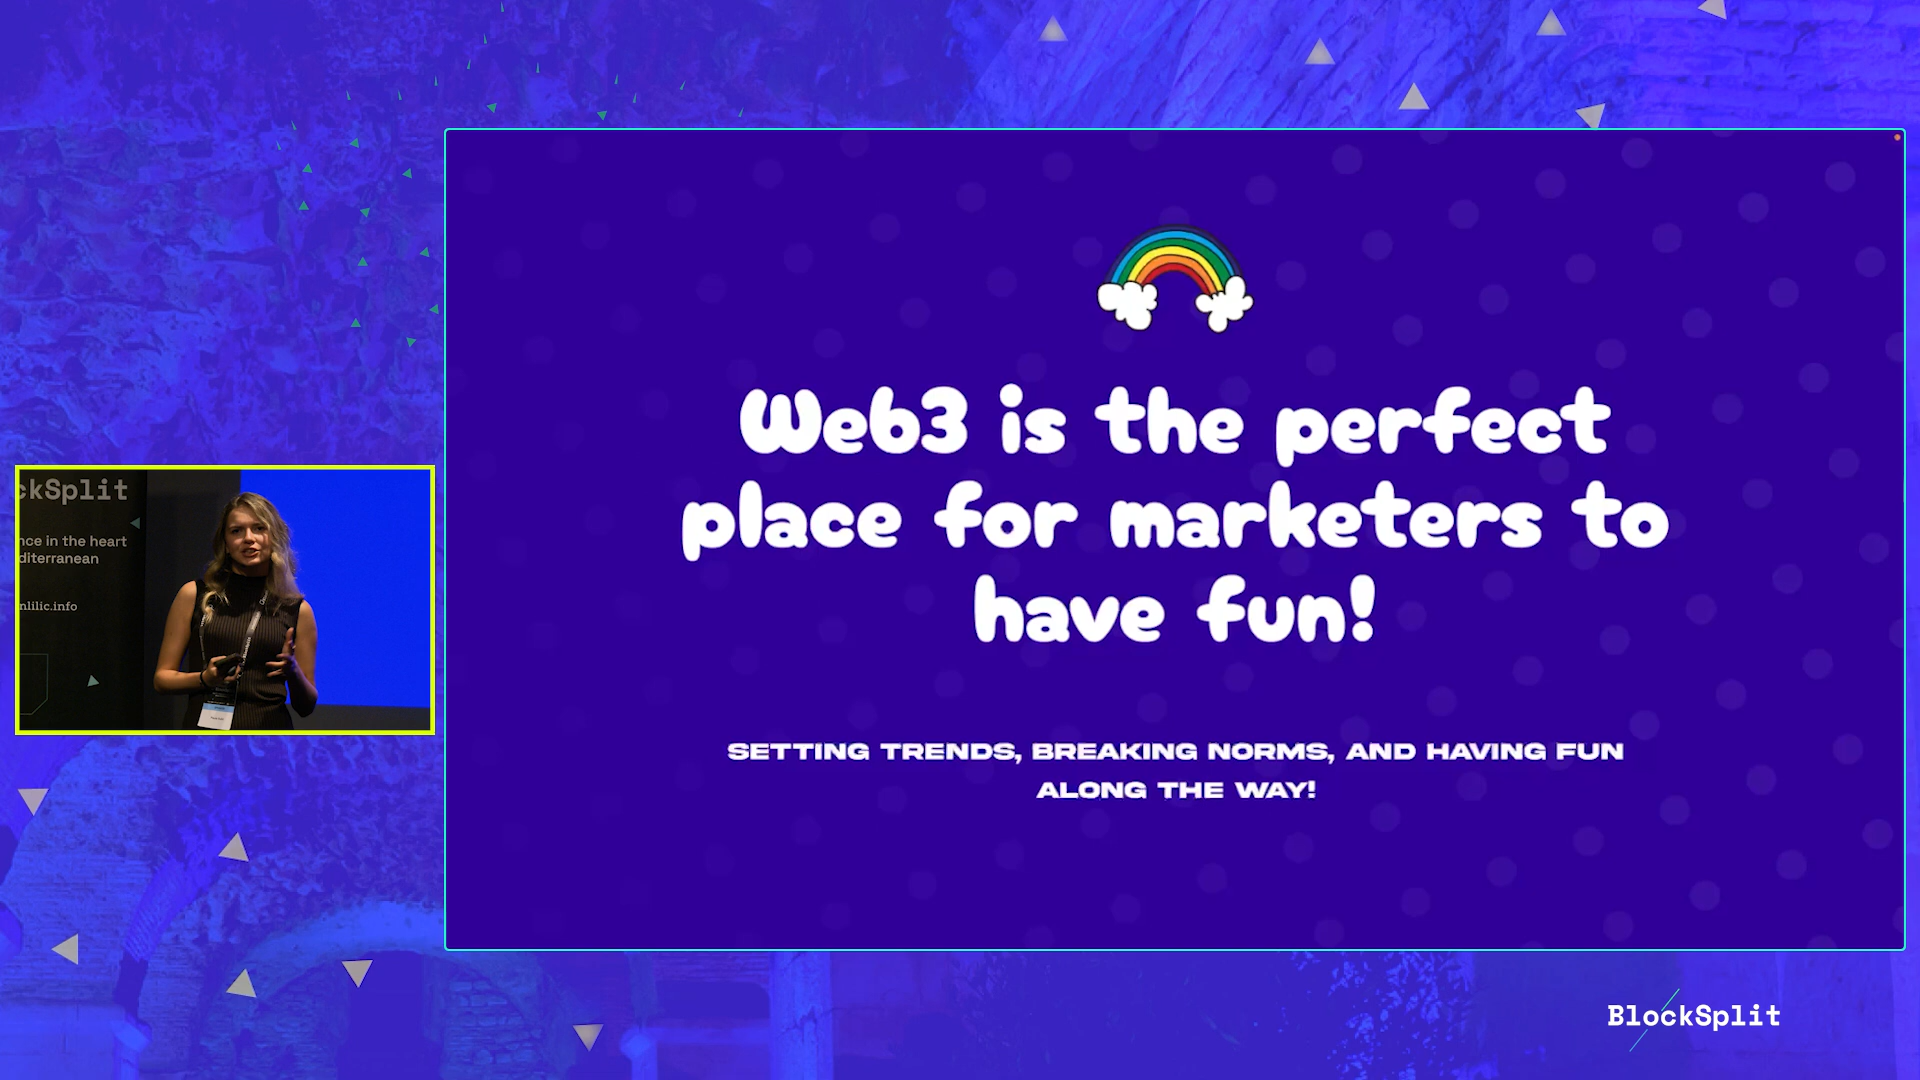 ckSplit
nce in the heart
diterranean
nlilic.info
Web3 is the perfect
place for marketers to
have fun!
SETTING TRENDS, BREAKING NORMS, AND HAVING FUN
ALONG THE WAY!
BlockSplit